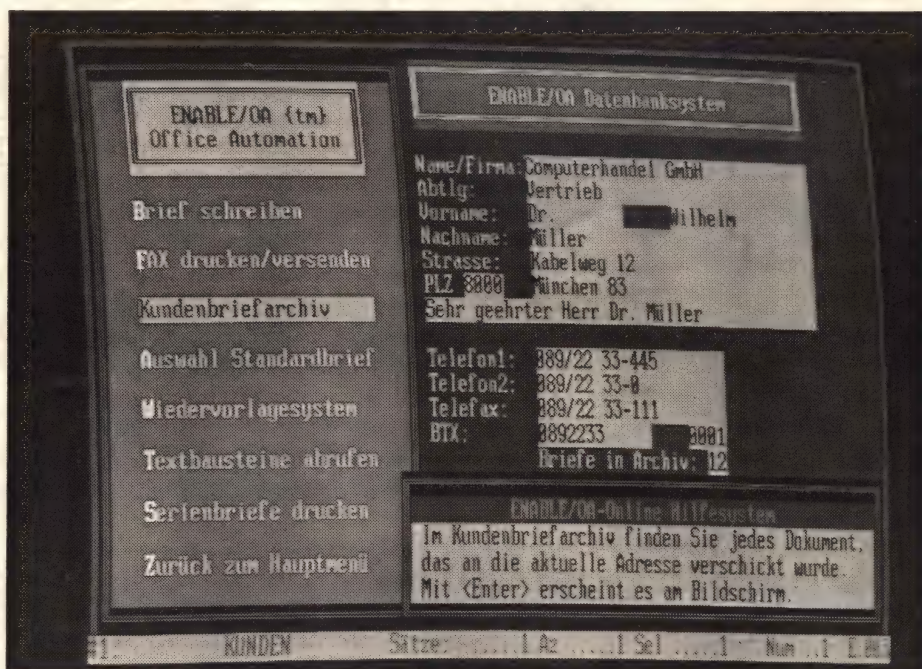 ENABLE/OA {tm}
Office Automation
Brief schreiben
FAX drucken/versenden
Kundenbriefarchiv
Auswahl Standardbrief
Wiedervorlagesystem
Textbausteine abrufen
Serienbriefe drucken
Zurück zum Hauptmenü
ENABLE/OA Datenbanksystem
Name/Firma: Computerhandel GmbH
Abtlg: Vertrieb
Vorname: Dr. Wilhelm
Nachname: Müller
Strasse: Kabelweg 12
PLZ 8000 München 83
Sehr geehrter Herr Dr. Müller
Telefon1: 089/22 33-445
Telefon2: 089/22 33-0
Telefax: 089/22 33-111
BTX: 0892233 0001
Briefe in Archiv: 12
ENABLE/OA-Online Hilfesystem
Im Kundenbriefarchiv finden Sie jedes Dokument,
das an die aktuelle Adresse verschickt wurde.
Mit <Enter> erscheint es am Bildschirm.
#1 KUNDEN Sätze: .....1 Az .....1 Sel .....1 Num ..1